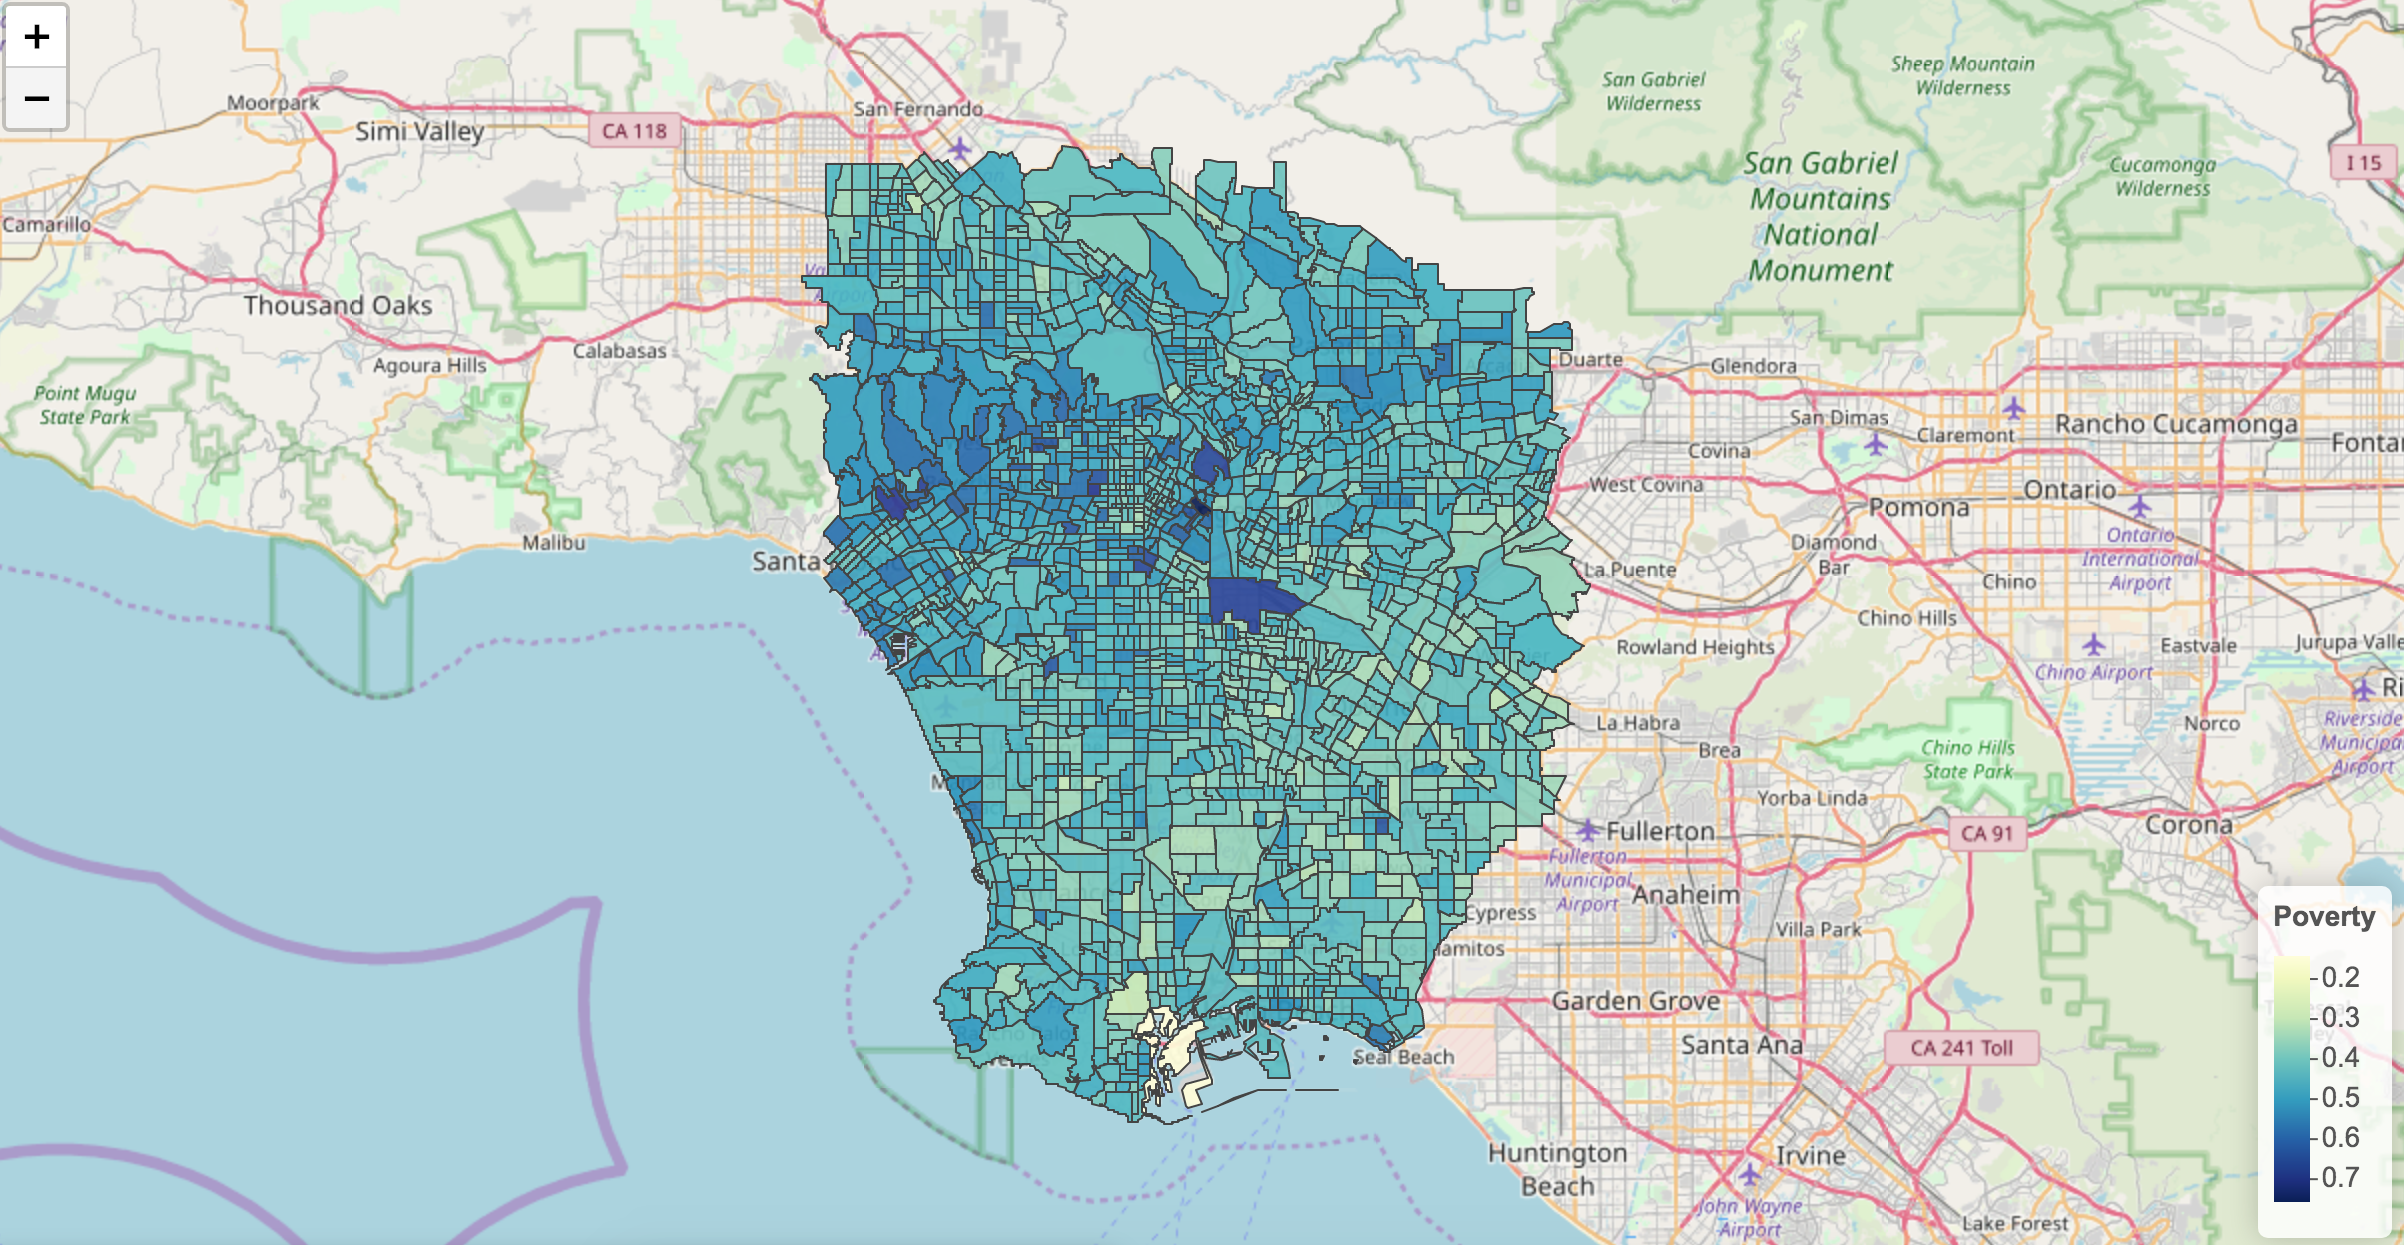 +
−
Moorpark
Simi Valley
CA 118
San Fernando
Camarillo
Thousand Oaks
Agoura Hills
Calabasas
Point Mugu
State Park
Malibu
Santa
San Gabriel
Wilderness
Sheep Mountain
Wilderness
San Gabriel
Mountains
National
Monument
Cucamonga
Wilderness
I 15
Duarte
Glendora
San Dimas
Claremont
Rancho Cucamonga
Covina
West Covina
Pomona
Ontario
Ontario
International
Airport
Diamond
Bar
La Puente
Chino
Chino Hills
Rowland Heights
Chino Airport
Eastvale
Norco
La Habra
Brea
Chino Hills
State Park
Yorba Linda
Fullerton
Fullerton
Municipal
Airport
CA 91
Corona
Anaheim
Cypress
Villa Park
Garden Grove
Santa Ana
CA 241 Toll
Seal Beach
Huntington
Beach
Irvine
John Wayne
Airport
Lake Forest
Riverside
Poverty
0.2
0.3
0.4
0.5
0.6
0.7